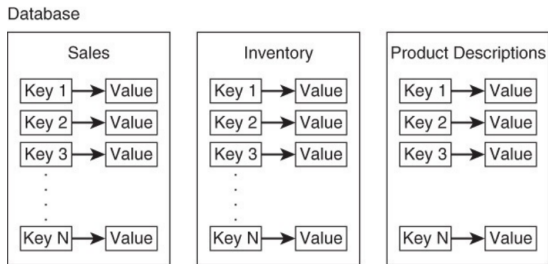 Database
Sales
Key 1 Value
Key 2 Value
Key 3 Value
Key N Value
Inventory
Key 1 Value
Key 2 Value
Key 3 Value
Key N Value
Product Descriptions
Key 1 Value
Key 2 Value
Key 3 Value
Key N Value